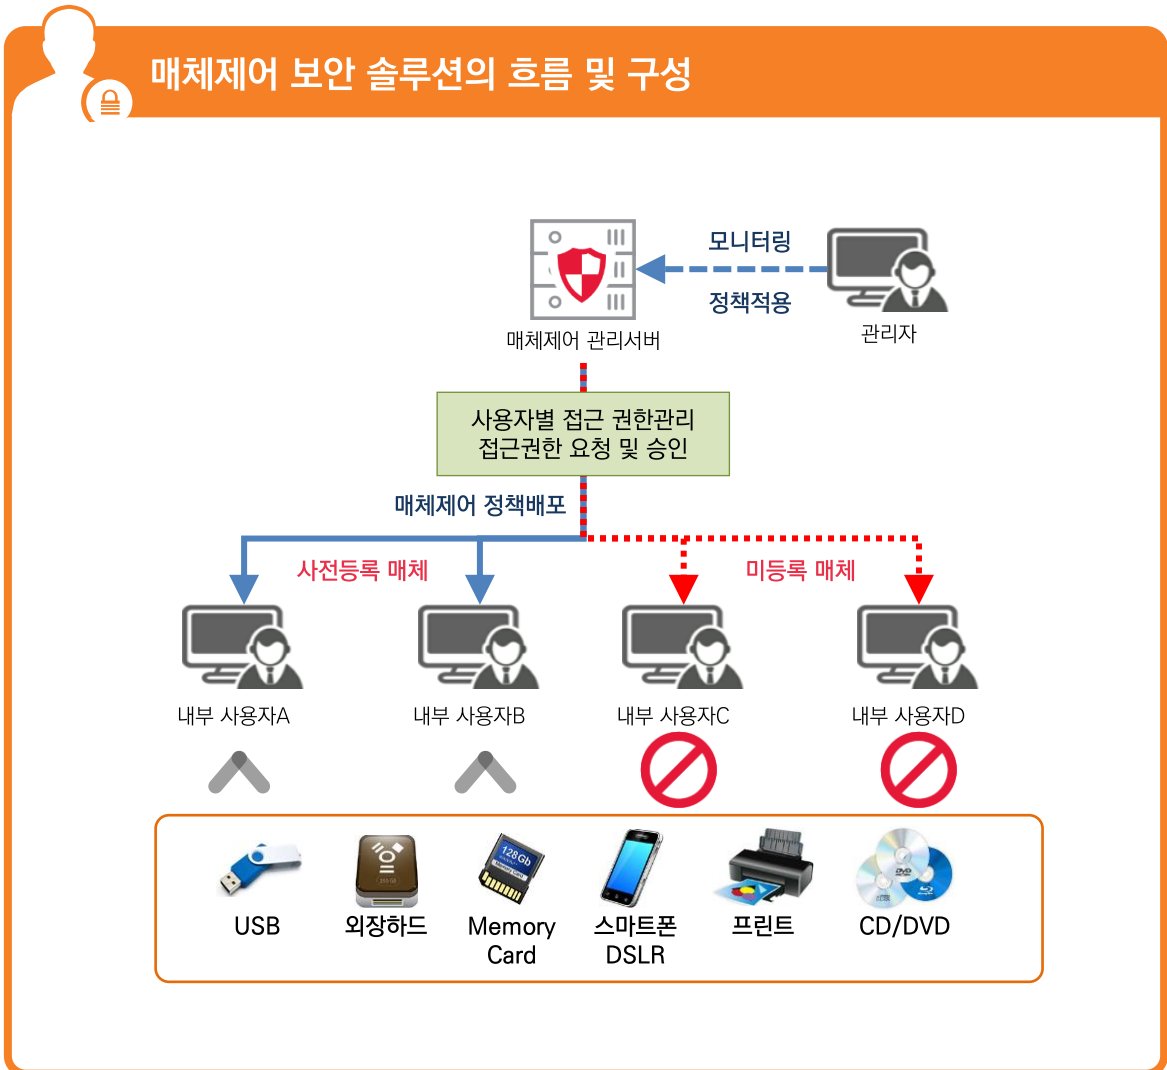 매체제어 보안 솔루션의 흐름 및 구성
모니터링
정책적용
매체제어 관리서버
관리자
사용자별 접근 권한관리
접근권한 요청 및 승인
매체제어 정책배포
사전등록 매체
미등록 매체
내부 사용자A
내부 사용자B
내부 사용자C
내부 사용자D
128Gb
Memory Card
DVD
USB
외장하드
Memory
Card
스마트폰
DSLR
프린트
CD/DVD